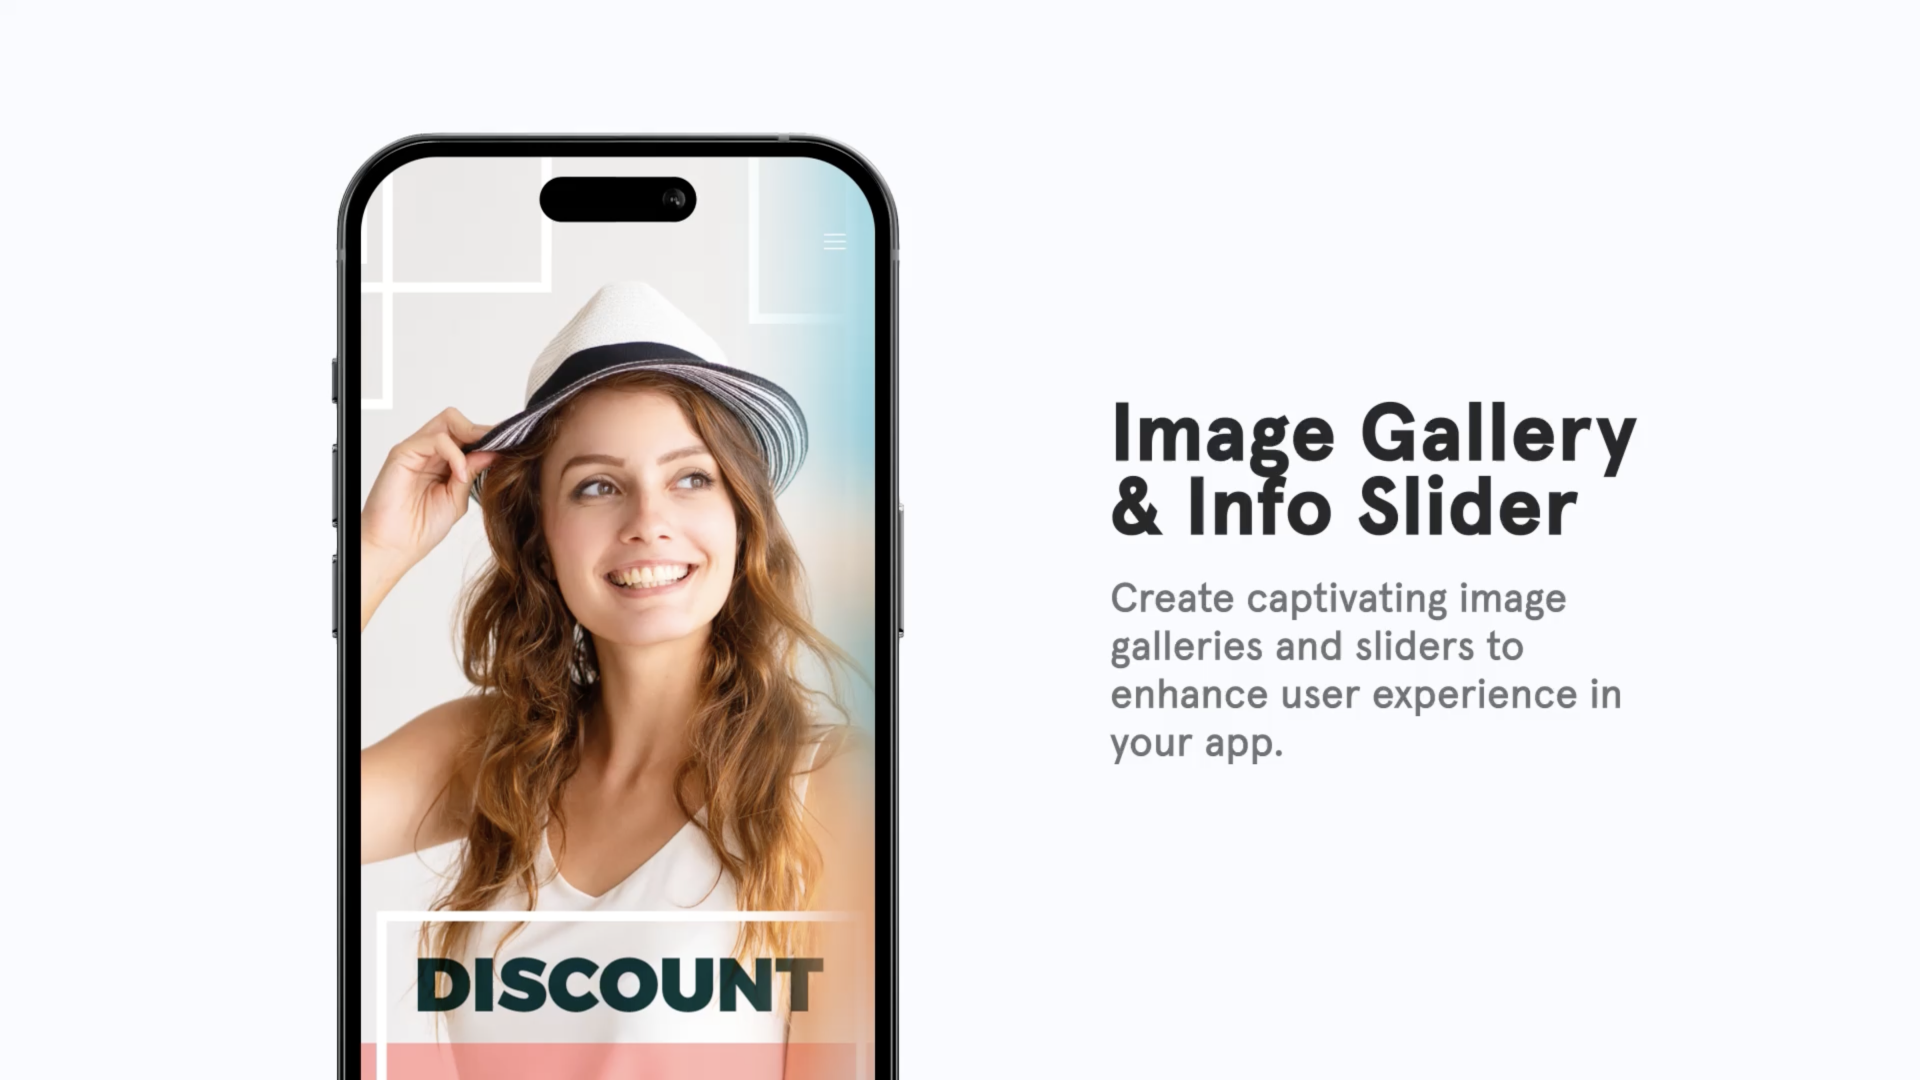 DISCOUNT
Image Gallery
& Info Slider
Create captivating image
galleries and sliders to
enhance user experience in
your app.